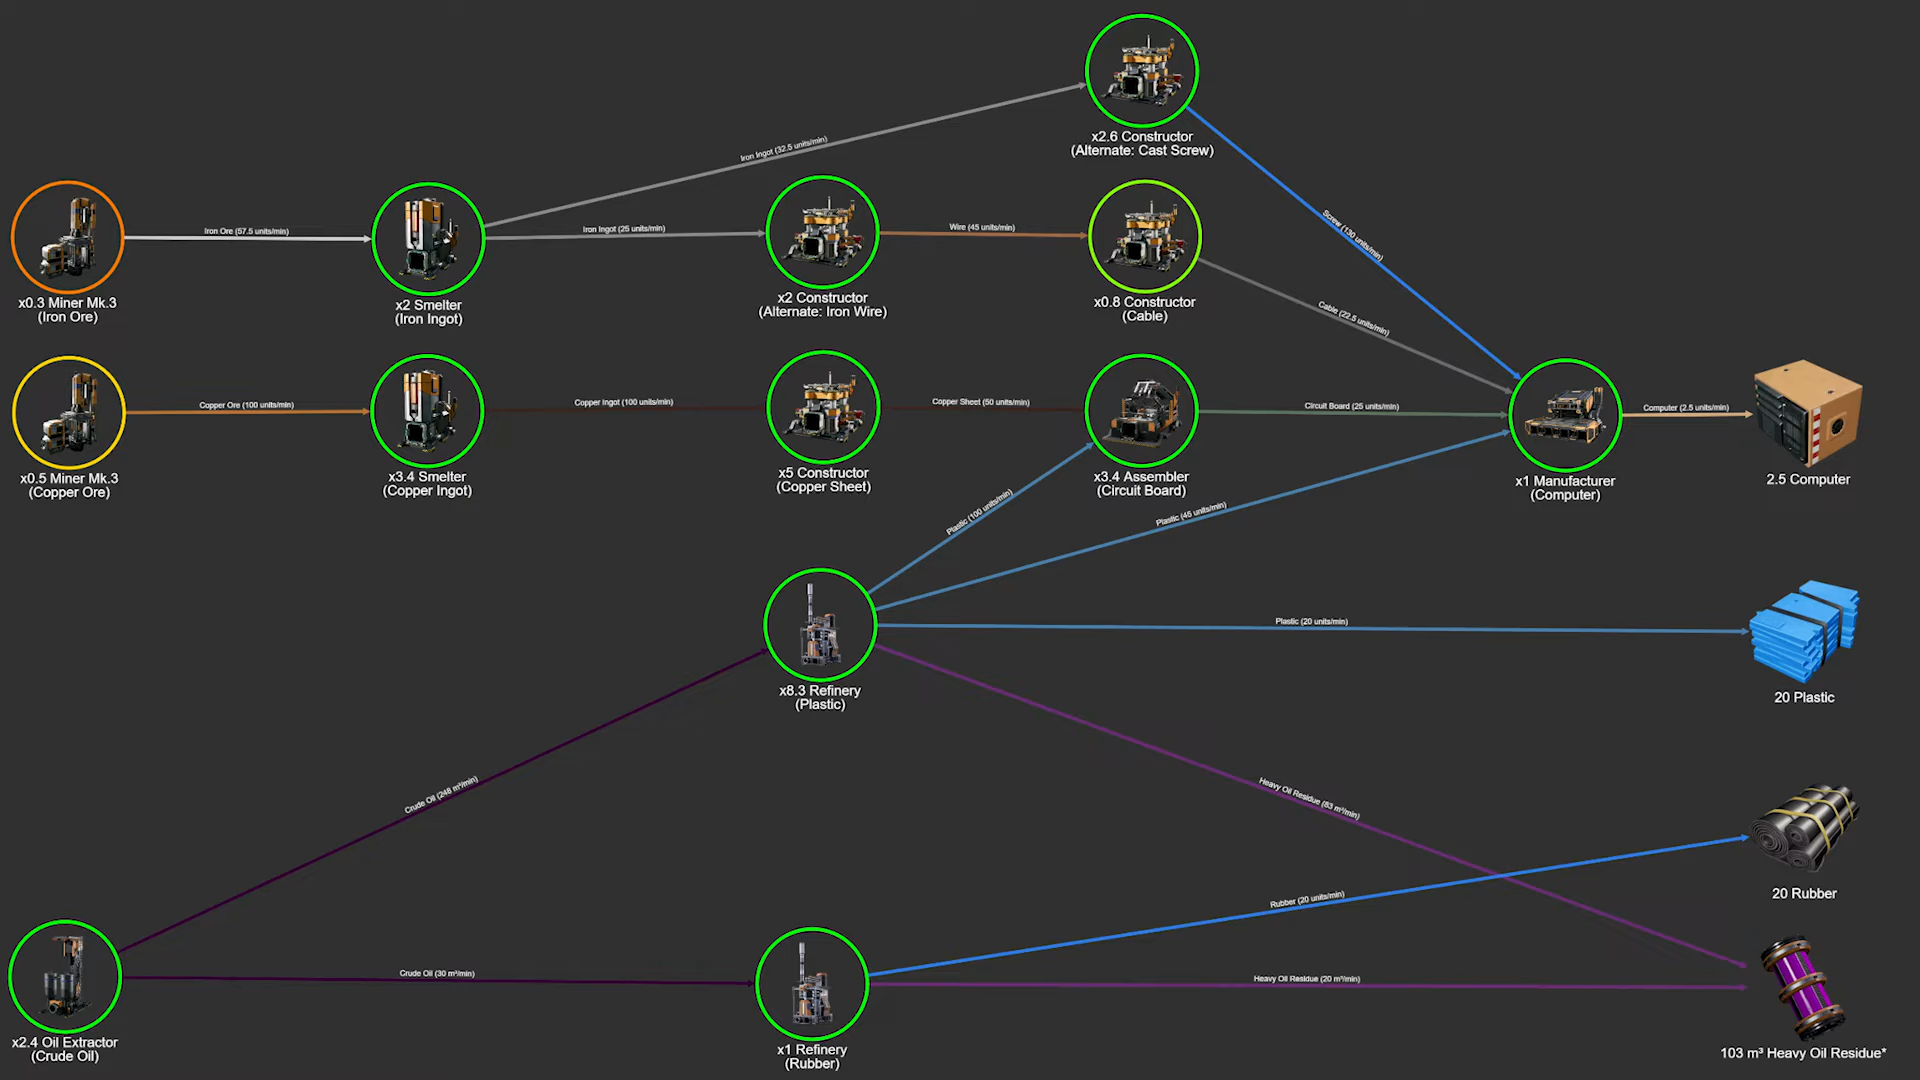 x2.6 Constructor
(Alternate: Cast Screw)
Iron Ingot (32.5 units/min)
Iron Ore (57.5 units/min)
Iron Ingot (25 units/min)
Wire (45 units/min)
Screw (130 units/min)
x0.3 Miner Mk.3
(Iron Ore)
x2 Smelter
(Iron Ingot)
x2 Constructor
(Alternate: Iron Wire)
x0.8 Constructor
(Cable)
Cable (22.5 units/min)
Copper Ore (100 units/min)
Copper Ingot (100 units/min)
Copper Sheet (50 units/min)
Circuit Board (25 units/min)
Computer (2.5 units/min)
x0.5 Miner Mk.3
(Copper Ore)
x3.4 Smelter
(Copper Ingot)
x5 Constructor
(Copper Sheet)
x3.4 Assembler
(Circuit Board)
x1 Manufacturer
(Computer)
2.5 Computer
Plastic (100 units/min)
Plastic (45 units/min)
Plastic (20 units/min)
x8.3 Refinery
(Plastic)
20 Plastic
Crude Oil (248 m³/min)
Heavy Oil Residue (83 m³/min)
Rubber (20 units/min)
20 Rubber
Crude Oil (30 m³/min)
Heavy Oil Residue (20 m³/min)
x2.4 Oil Extractor
(Crude Oil)
x1 Refinery
(Rubber)
103 m³ Heavy Oil Residue*